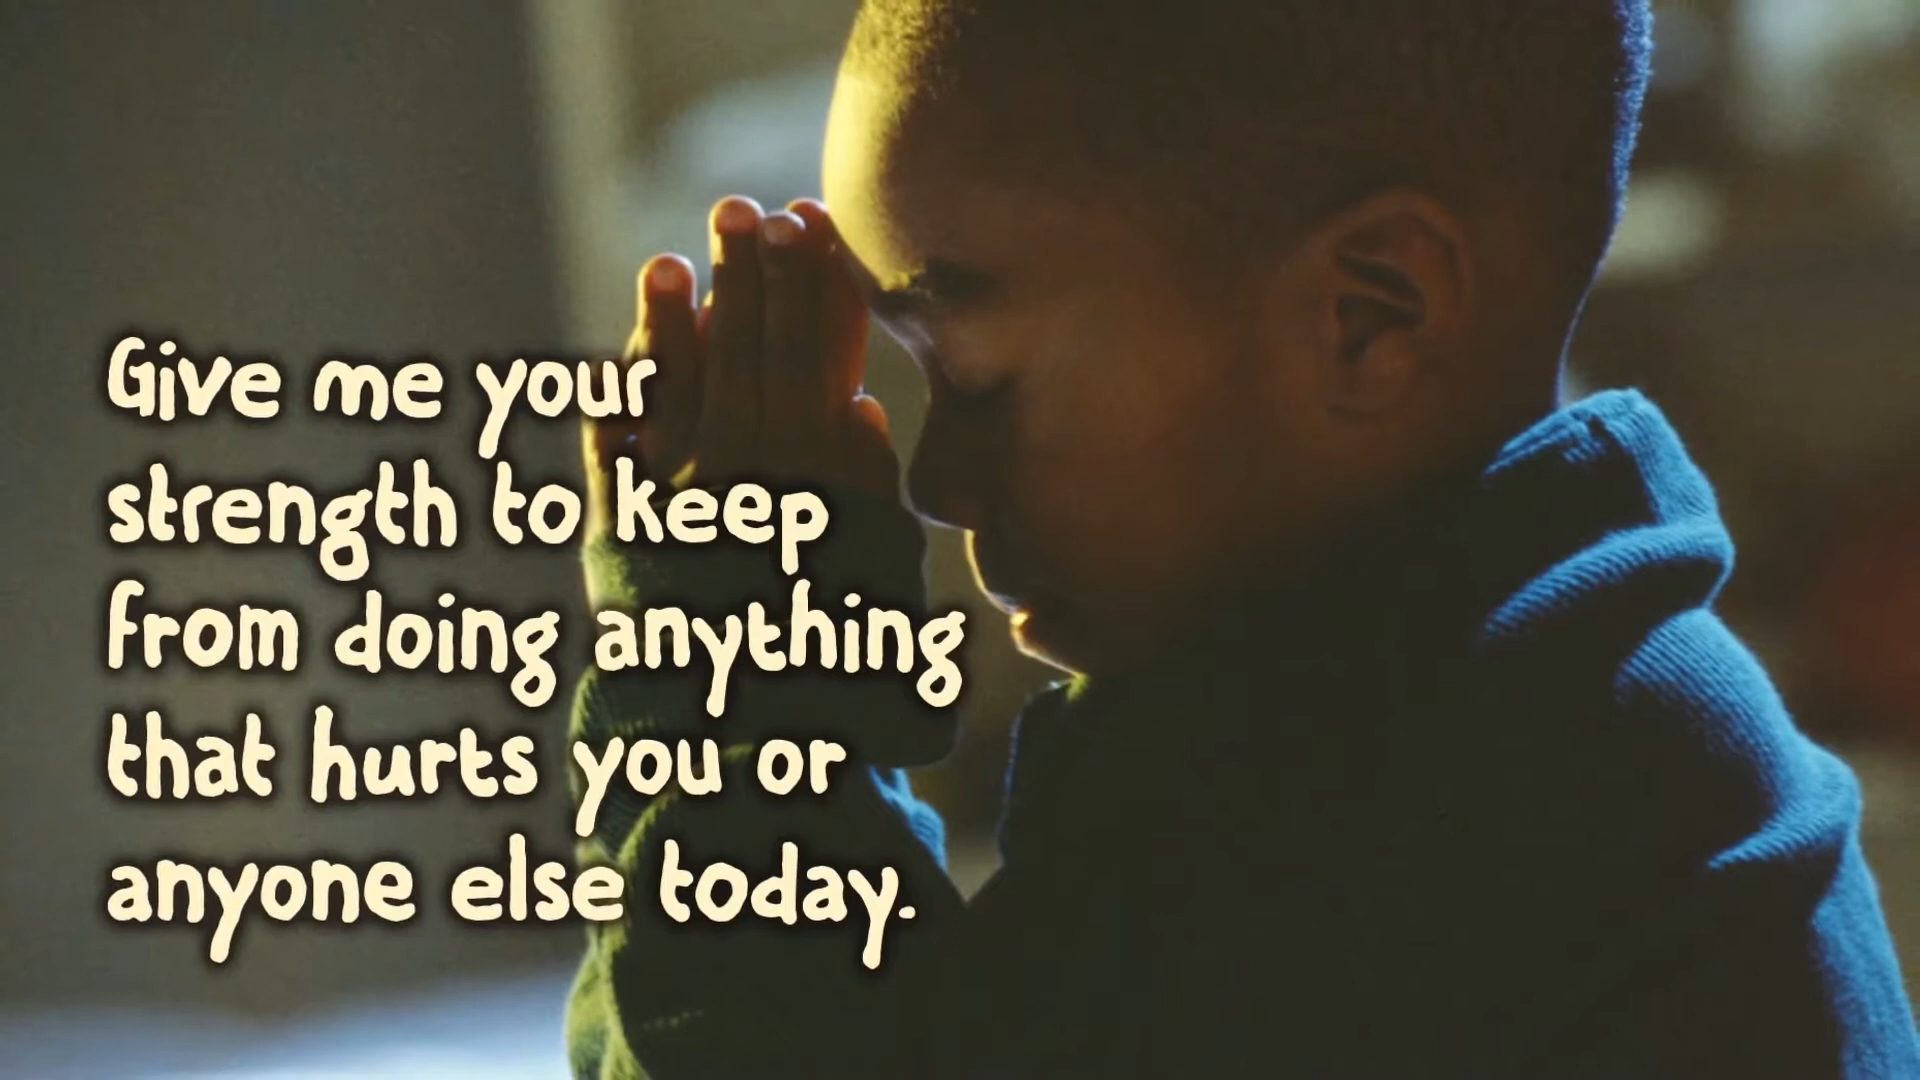 Give me your
strength to keep
from doing anything
that hurts you or
anyone else today.